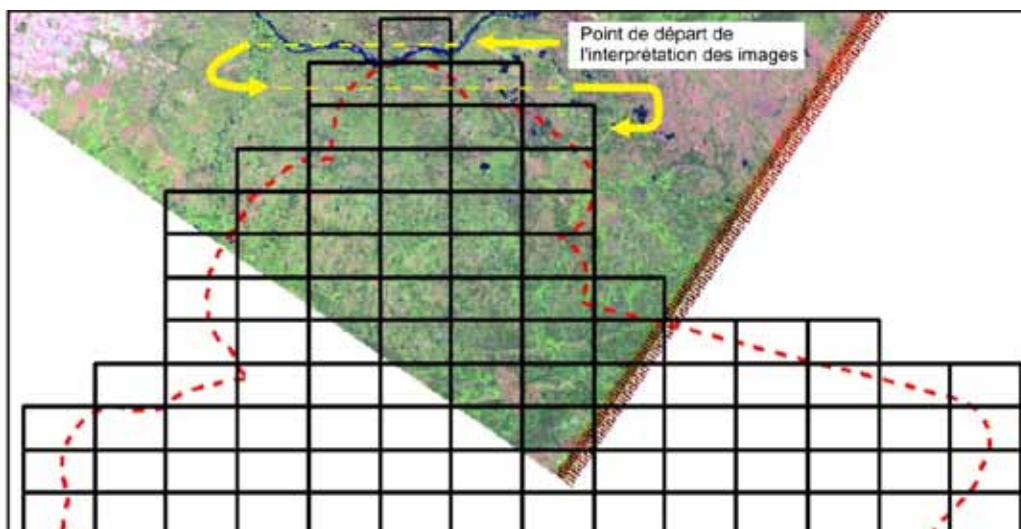 Point de départ de
l'interprétation des images